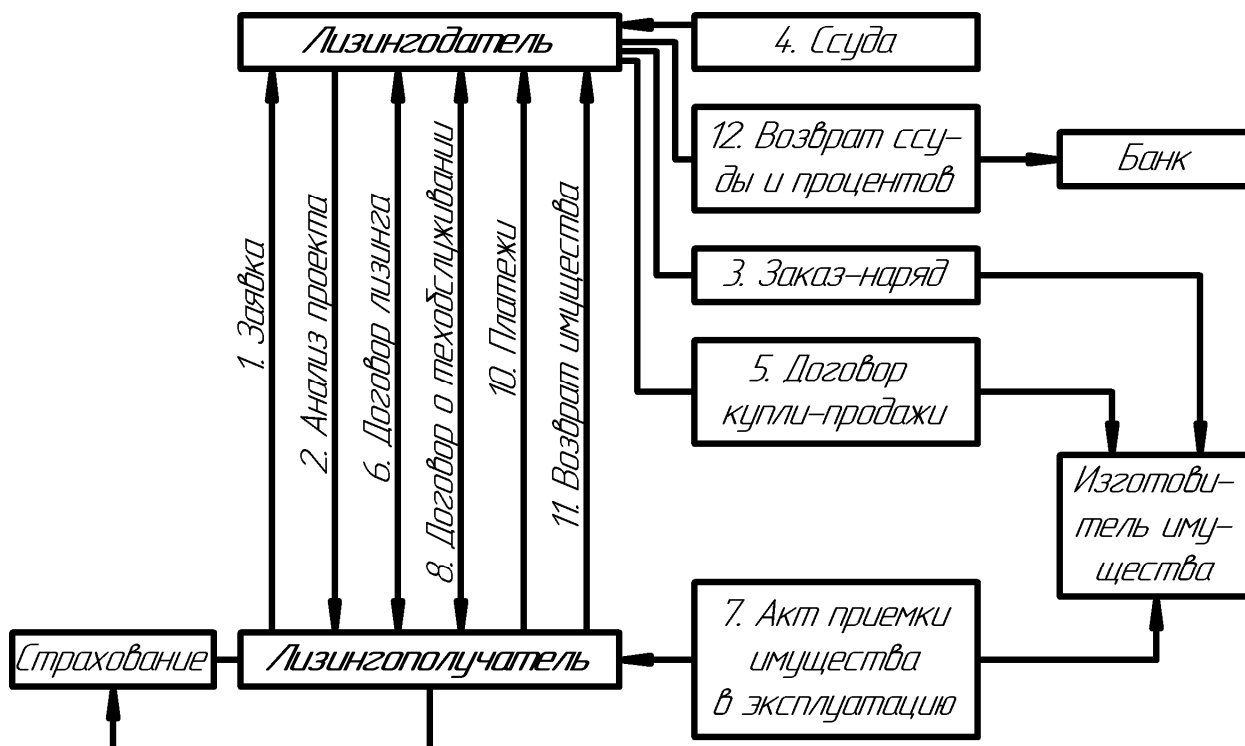 Лизингодатель
4. Ссуда
12. Возврат ссу-
ды и процентов
Банк
3. Заказ-наряд
5. Договор
купли-продажи
1. Заявка
2. Анализ проекта
6. Договор лизинга
8. Договор о техобслуживании
10. Платежи
11. Возврат имущества
Изготови-
тель иму-
щества
7. Акт приемки
имущества
в эксплуатацию
Страхование
Лизингополучатель